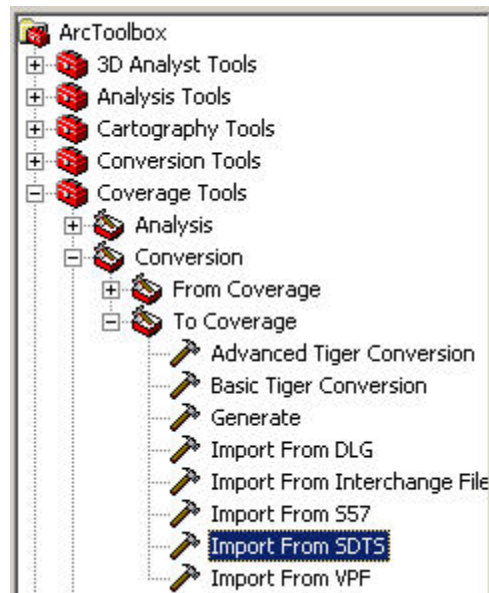 ArcToolbox
3D Analyst Tools
Analysis Tools
Cartography Tools
Conversion Tools
Coverage Tools
Analysis
Conversion
From Coverage
To Coverage
Advanced Tiger Conversion
Basic Tiger Conversion
Generate
Import From DLG
Import From Interchange File
Import From S57
Import From SDTS
Import From VPF